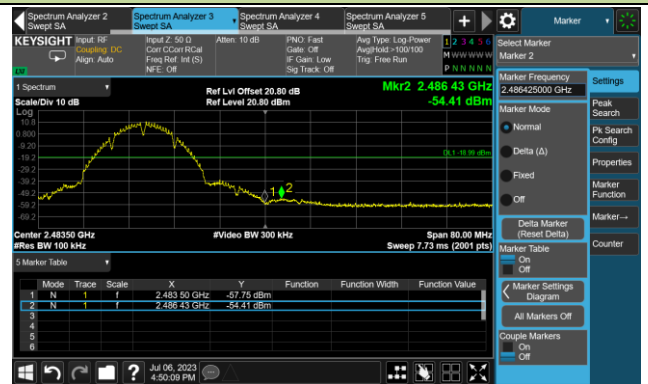 Spectrum Analyzer 2
Swept SA
Spectrum Analyzer 3
Swept SA
Spectrum Analyzer 4
Swept SA
Spectrum Analyzer 5
Swept SA
+
Marker
KEYSIGHT
Input: RF
Coupling: DC
Align: Auto
Input Z: 50 Ω
Corr CCorr RCal
Freq Ref: Int (S)
NFE: Off
Atten: 10 dB
PNO: Fast
Gate: Off
IF Gain: Low
Sig Track: Off
Avg Type: Log-Power
Avg|Hold:>100/100
Trig: Free Run
1 2 3 4 5 6
M W W W W W
P N N N N N
LVI
Select Marker
Marker 2
1 Spectrum
Scale/Div 10 dB
Log
Ref Lvl Offset 20.80 dB
Ref Level 20.80 dBm
Mkr2 2.486 43 GHz
-54.41 dBm
10.8
0.800
-9.20
-19.2
-29.2
-39.2
-49.2
-59.2
-69.2
DL1 -18.99 dBm
1 2
Center 2.48350 GHz
#Res BW 100 kHz
#Video BW 300 kHz
Span 80.00 MHz
Sweep 7.73 ms (2001 pts)
5 Marker Table
Mode Trace Scale X Y Function Function Width Function Value
1 N 1 f 2.483 50 GHz -57.75 dBm
2 N 1 f 2.486 43 GHz -54.41 dBm
3
4
5
6
Marker Frequency
2.486425000 GHz
Marker Mode
Normal
Delta (Δ)
Fixed
Off
Delta Marker
(Reset Delta)
Marker Table
On
Off
Marker Settings
Diagram
All Markers Off
Couple Markers
On
Off
Settings
Peak
Search
Pk Search
Config
Properties
Marker
Function
Marker→
Counter
?
Jul 06, 2023
4:50:09 PM